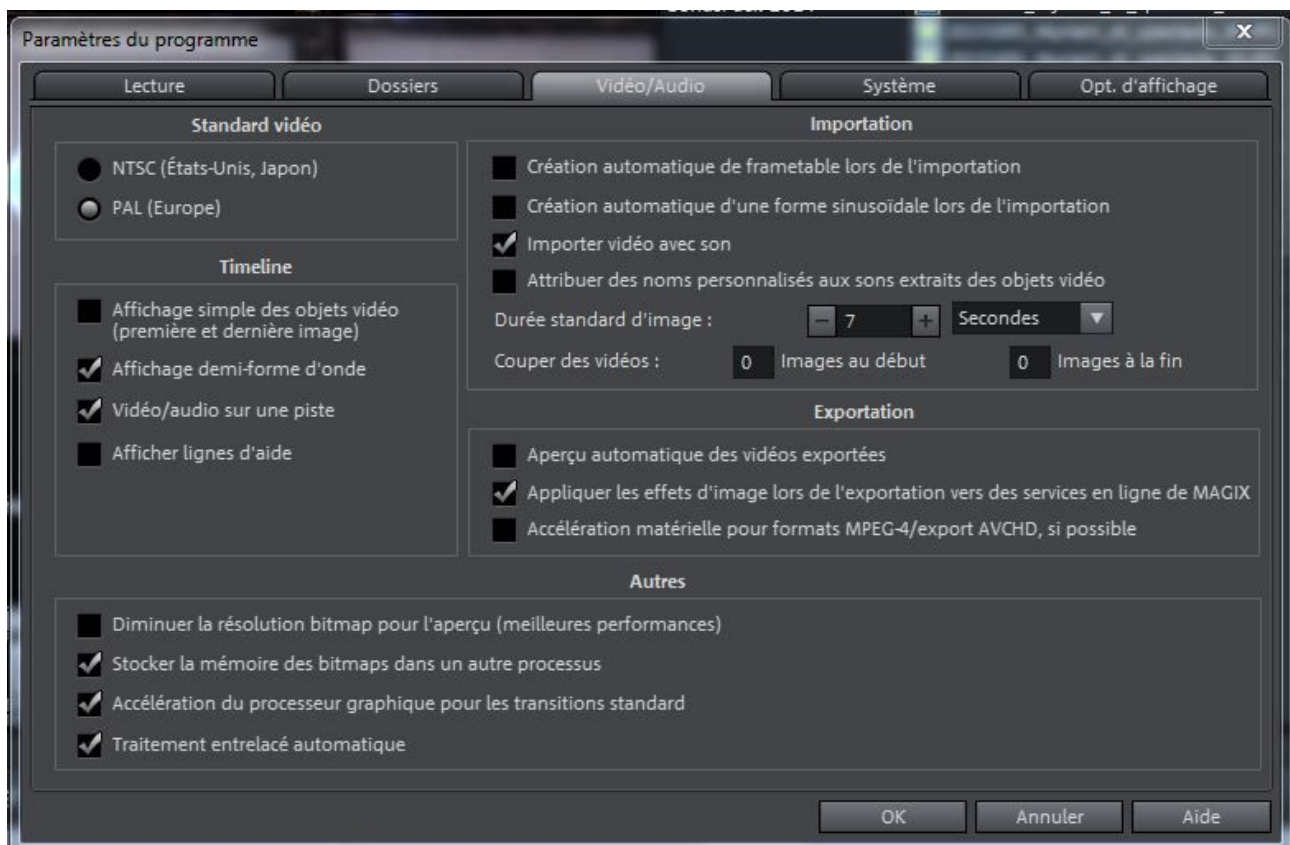 Paramètres du programme
Lecture
Dossiers
Vidéo/Audio
Système
Opt. d'affichage
Standard vidéo
NTSC (États-Unis, Japon)
PAL (Europe)
Timeline
Affichage simple des objets vidéo
(première et dernière image)
Affichage demi-forme d'onde
Vidéo/audio sur une piste
Afficher lignes d'aide
Importation
Création automatique de frametable lors de l'importation
Création automatique d'une forme sinusoïdale lors de l'importation
Importer vidéo avec son
Attribuer des noms personnalisés aux sons extraits des objets vidéo
Durée standard d'image : 7 Secondes
Couper des vidéos : 0 Images au début 0 Images à la fin
Exportation
Aperçu automatique des vidéos exportées
Appliquer les effets d'image lors de l'exportation vers des services en ligne de MAGIX
Accélération matérielle pour formats MPEG-4/export AVCHD, si possible
Autres
Diminuer la résolution bitmap pour l'aperçu (meilleures performances)
Stocker la mémoire des bitmaps dans un autre processus
Accélération du processeur graphique pour les transitions standard
Traitement entrelacé automatique
OK
Annuler
Aide